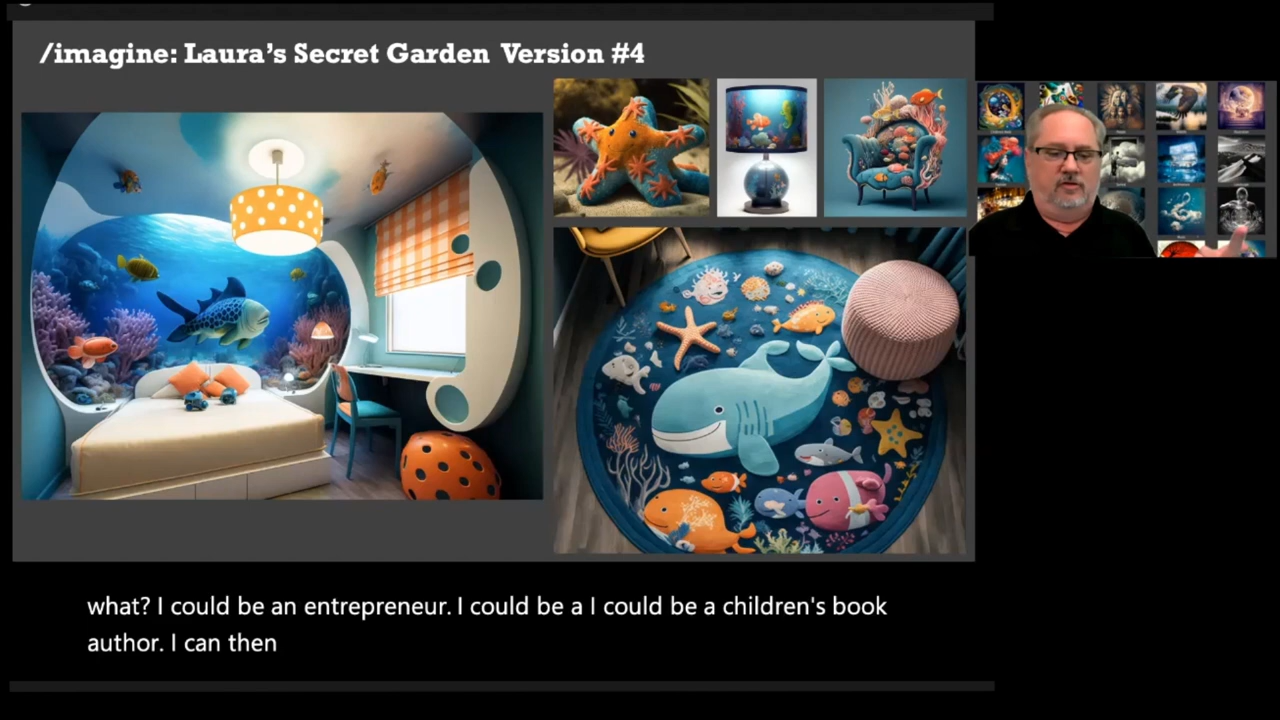 /imagine: Laura’s Secret Garden Version #4
what? I could be an entrepreneur. I could be a I could be a children's book
author. I can then